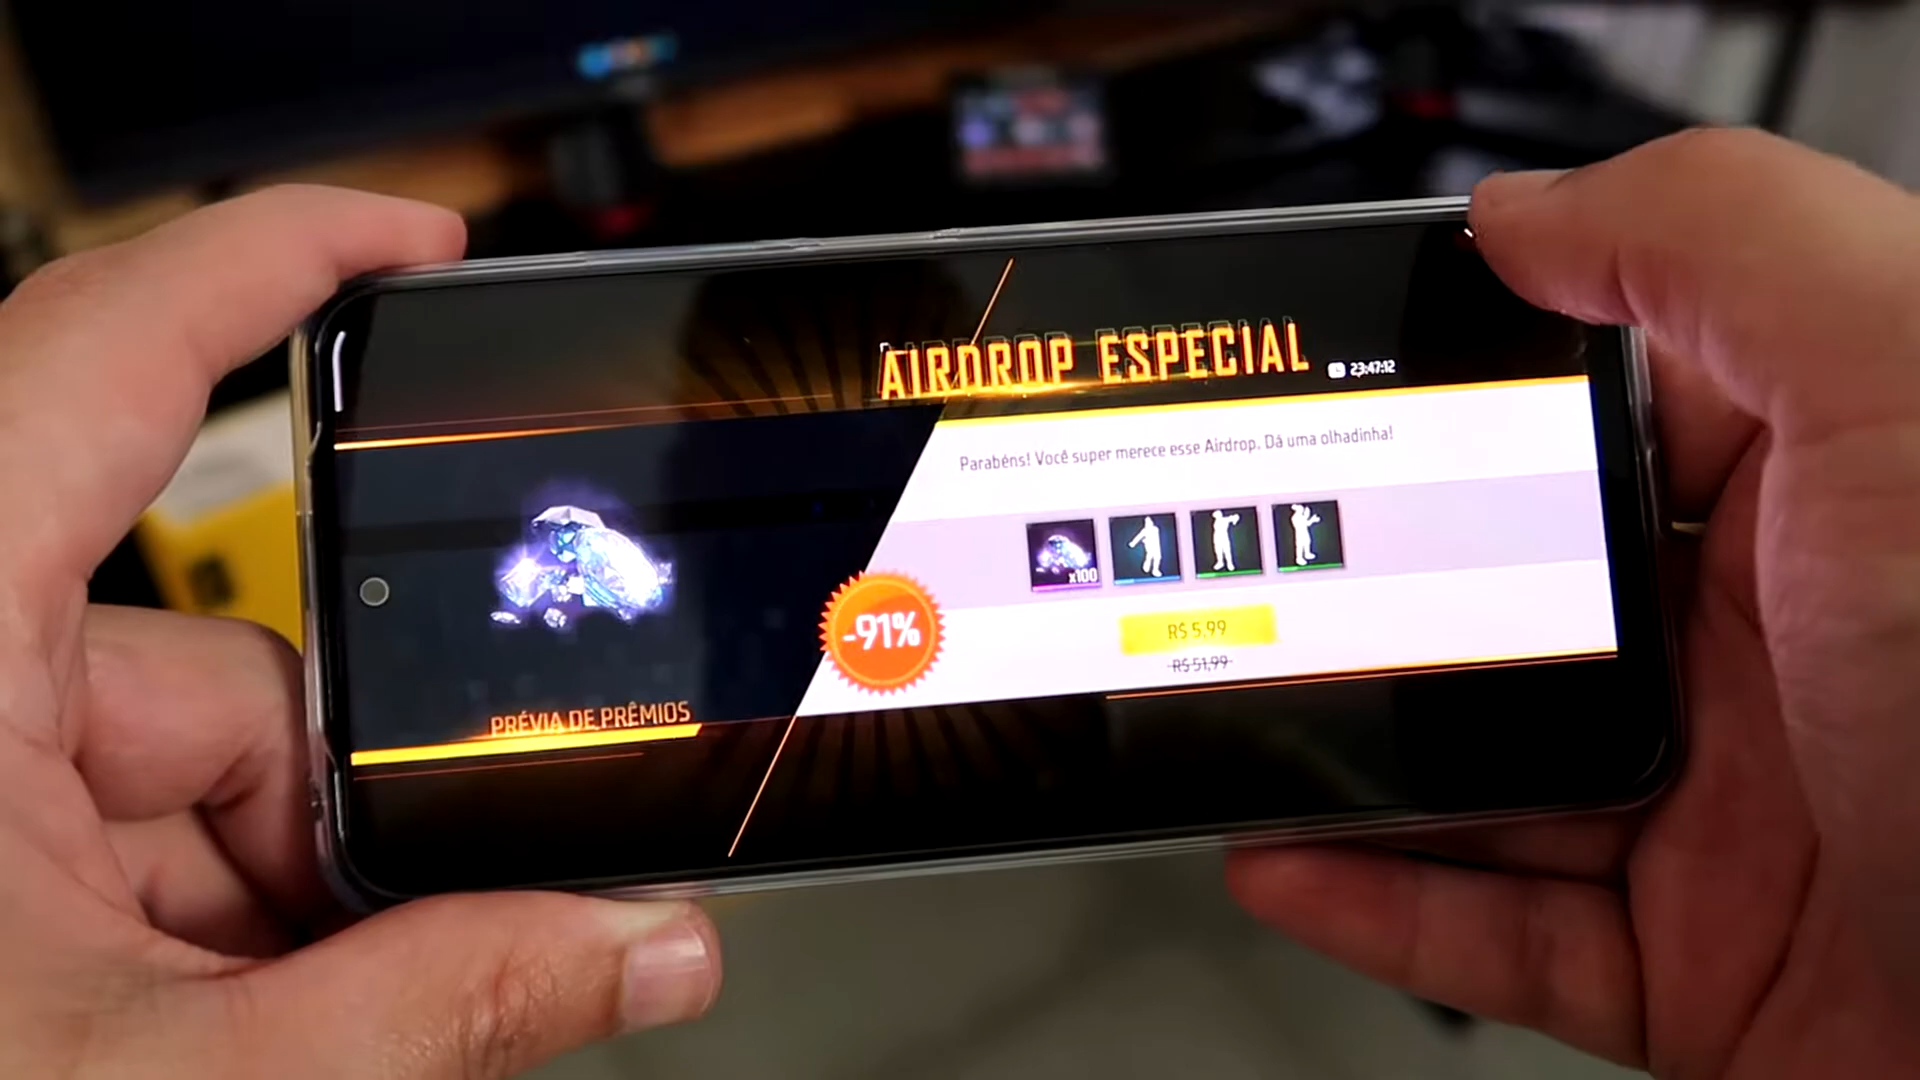 AIRDROP ESPECIAL
23:47:12
Parabéns! Você super merece esse Airdrop. Dá uma olhadinha!
x100
-91%
R$ 5,99
R$ 51,99
PRÉVIA DE PRÊMIOS